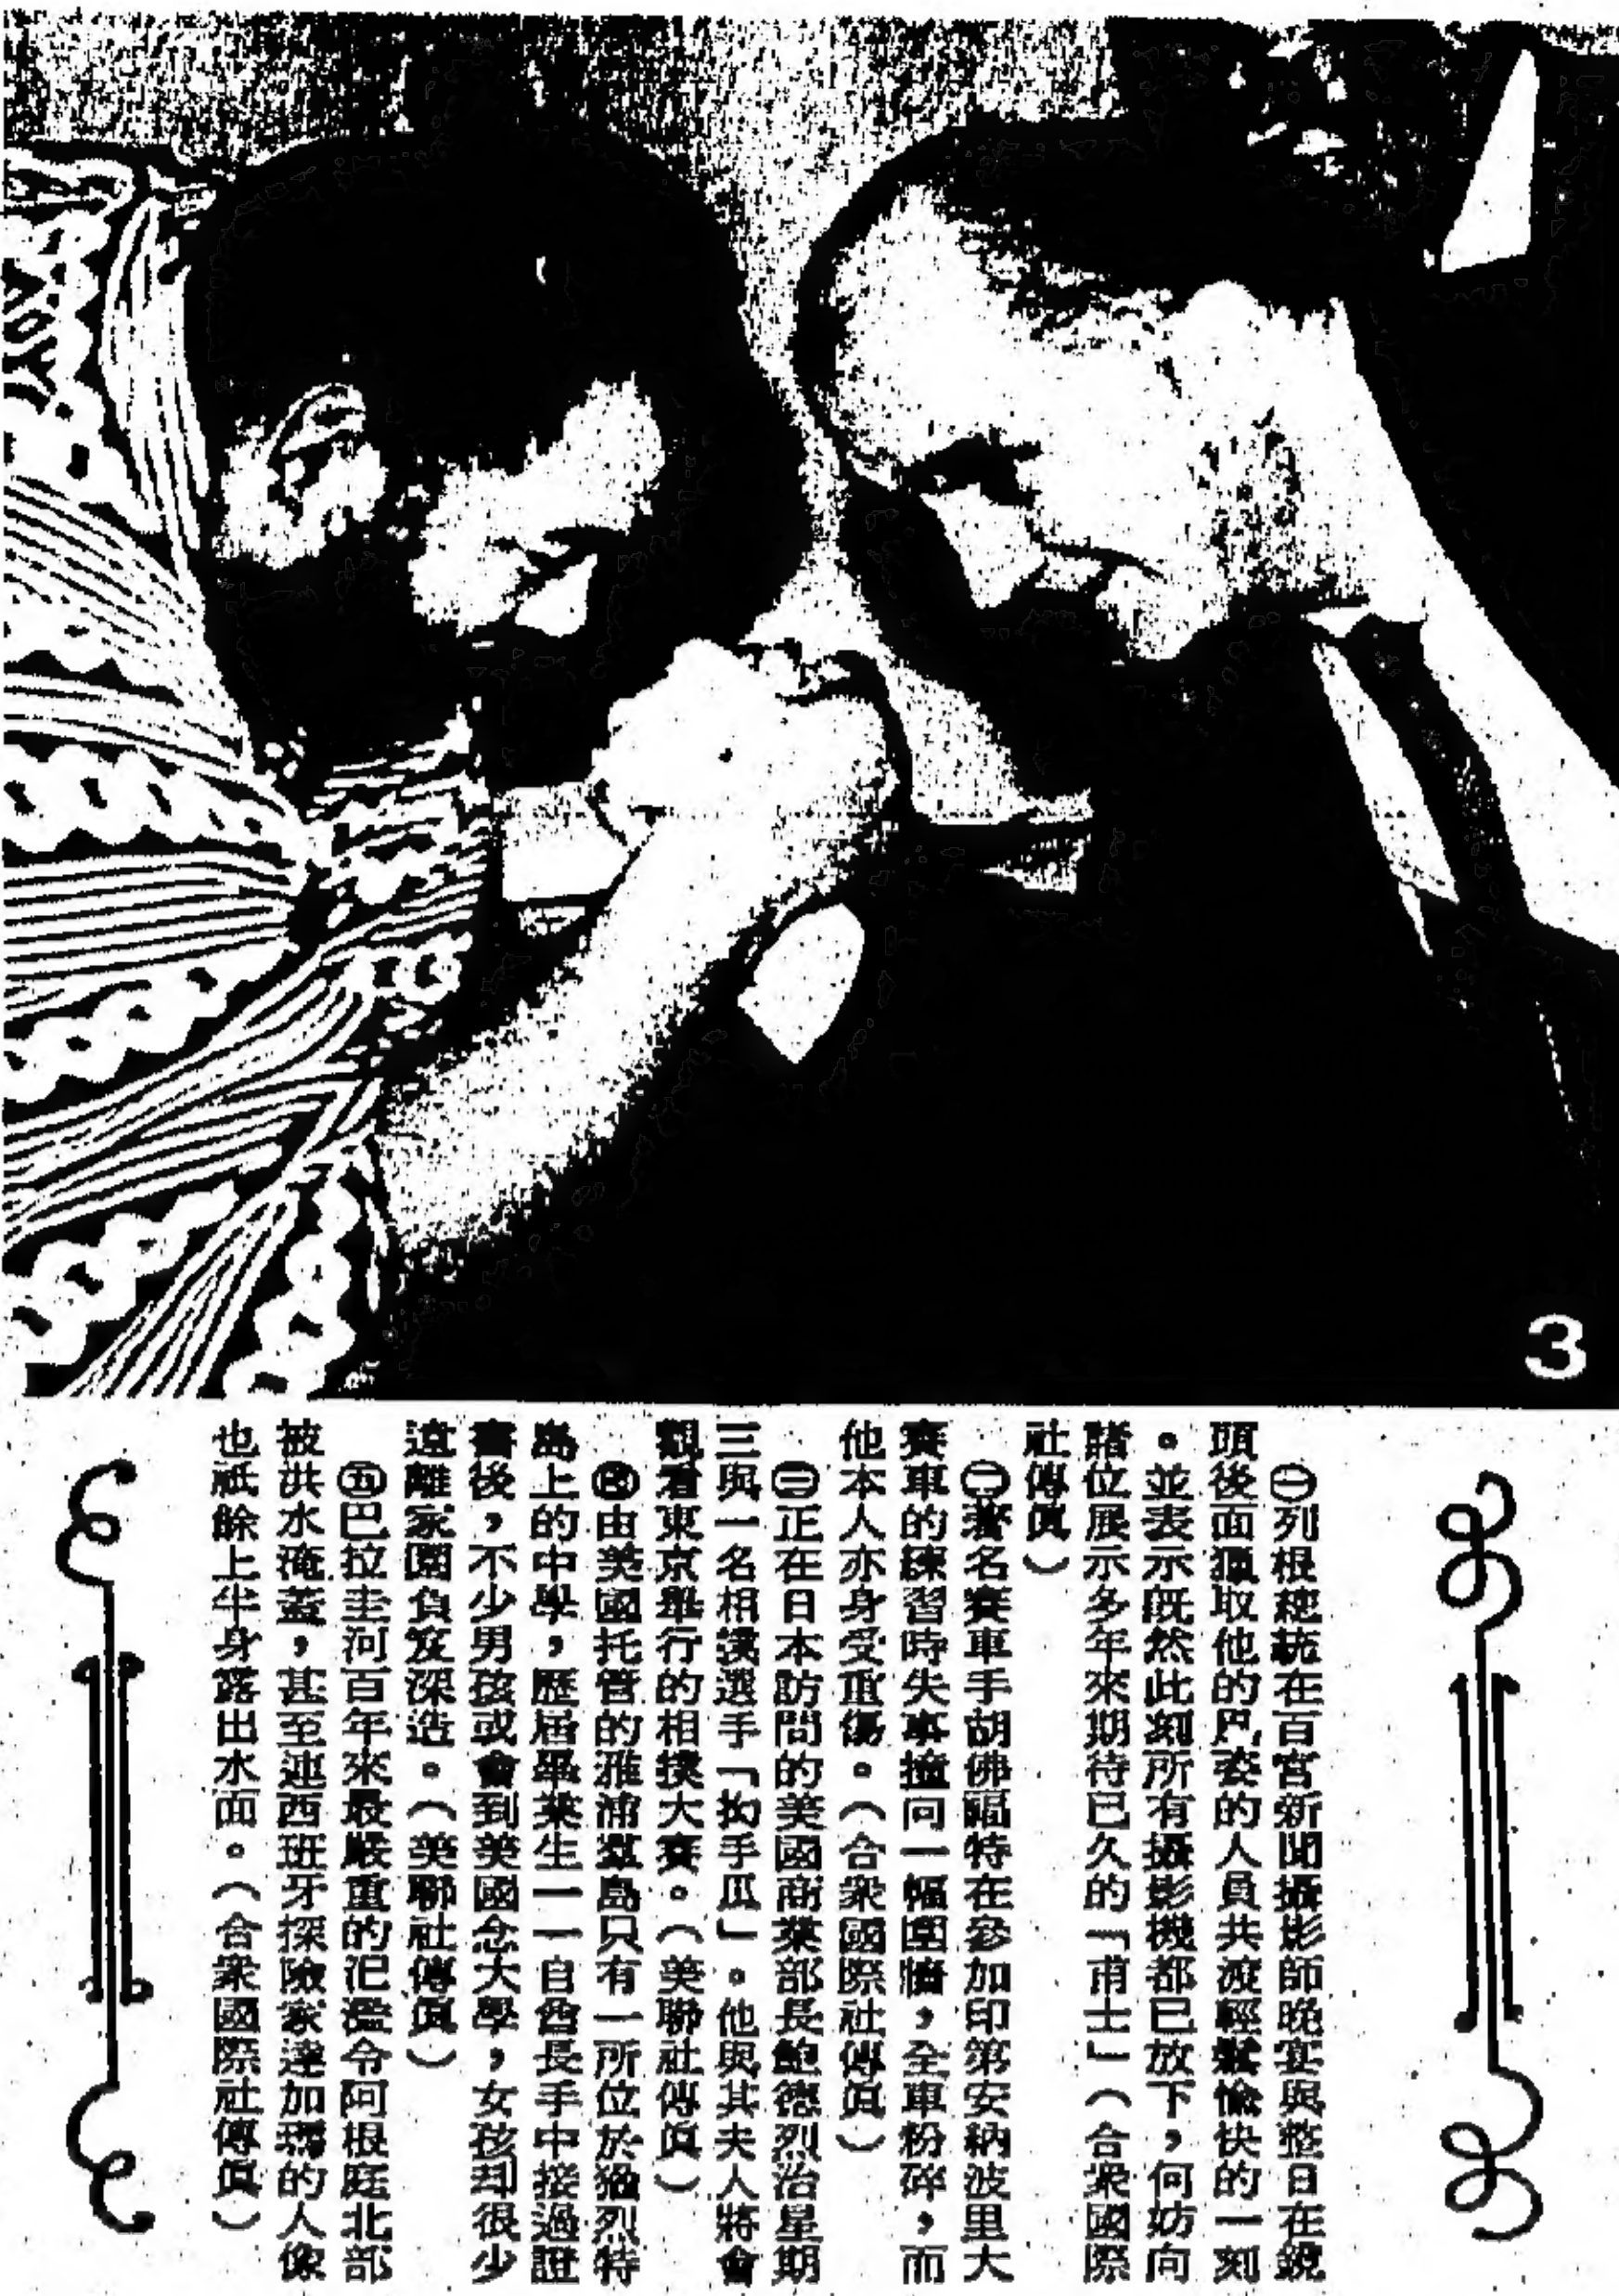 3
㊀列根總統在百宮新聞攝影師晚宴與整日在鏡
頭後面獵取他的風姿的人員共渡輕鬆愉快的一刻
。並表示既然此刻所有攝影機都已放下，何妨向
諸位展示多年來期待已久的「甫士」（合衆國際
社傳眞）
㊁著名賽車手胡佛福特在參加印第安納波里大
賽車的練習時失事撞向一幅圍牆，全車粉碎，而
他本人亦身受重傷。（合衆國際社傳眞）
㊂正在日本訪問的美國商業部長鮑德烈治星期
三與一名相撲選手「拗手瓜」。他與其夫人將會
觀看東京舉行的相撲大賽。（美聯社傳眞）
㊃由美國托管的雅浦羣島只有一所位於猶烈特
島上的中學，歷屆畢業生一一自酋長手中接過證
書後，不少男孩或會到美國念大學，女孩却很少
遠離家園負笈深造。（美聯社傳眞）
㊄巴拉圭河百年來最嚴重的氾濫令阿根庭北部
被洪水淹蓋，甚至連西班牙探險家達加瑪的人像
也祇餘上半身露出水面。（合衆國際社傳眞）